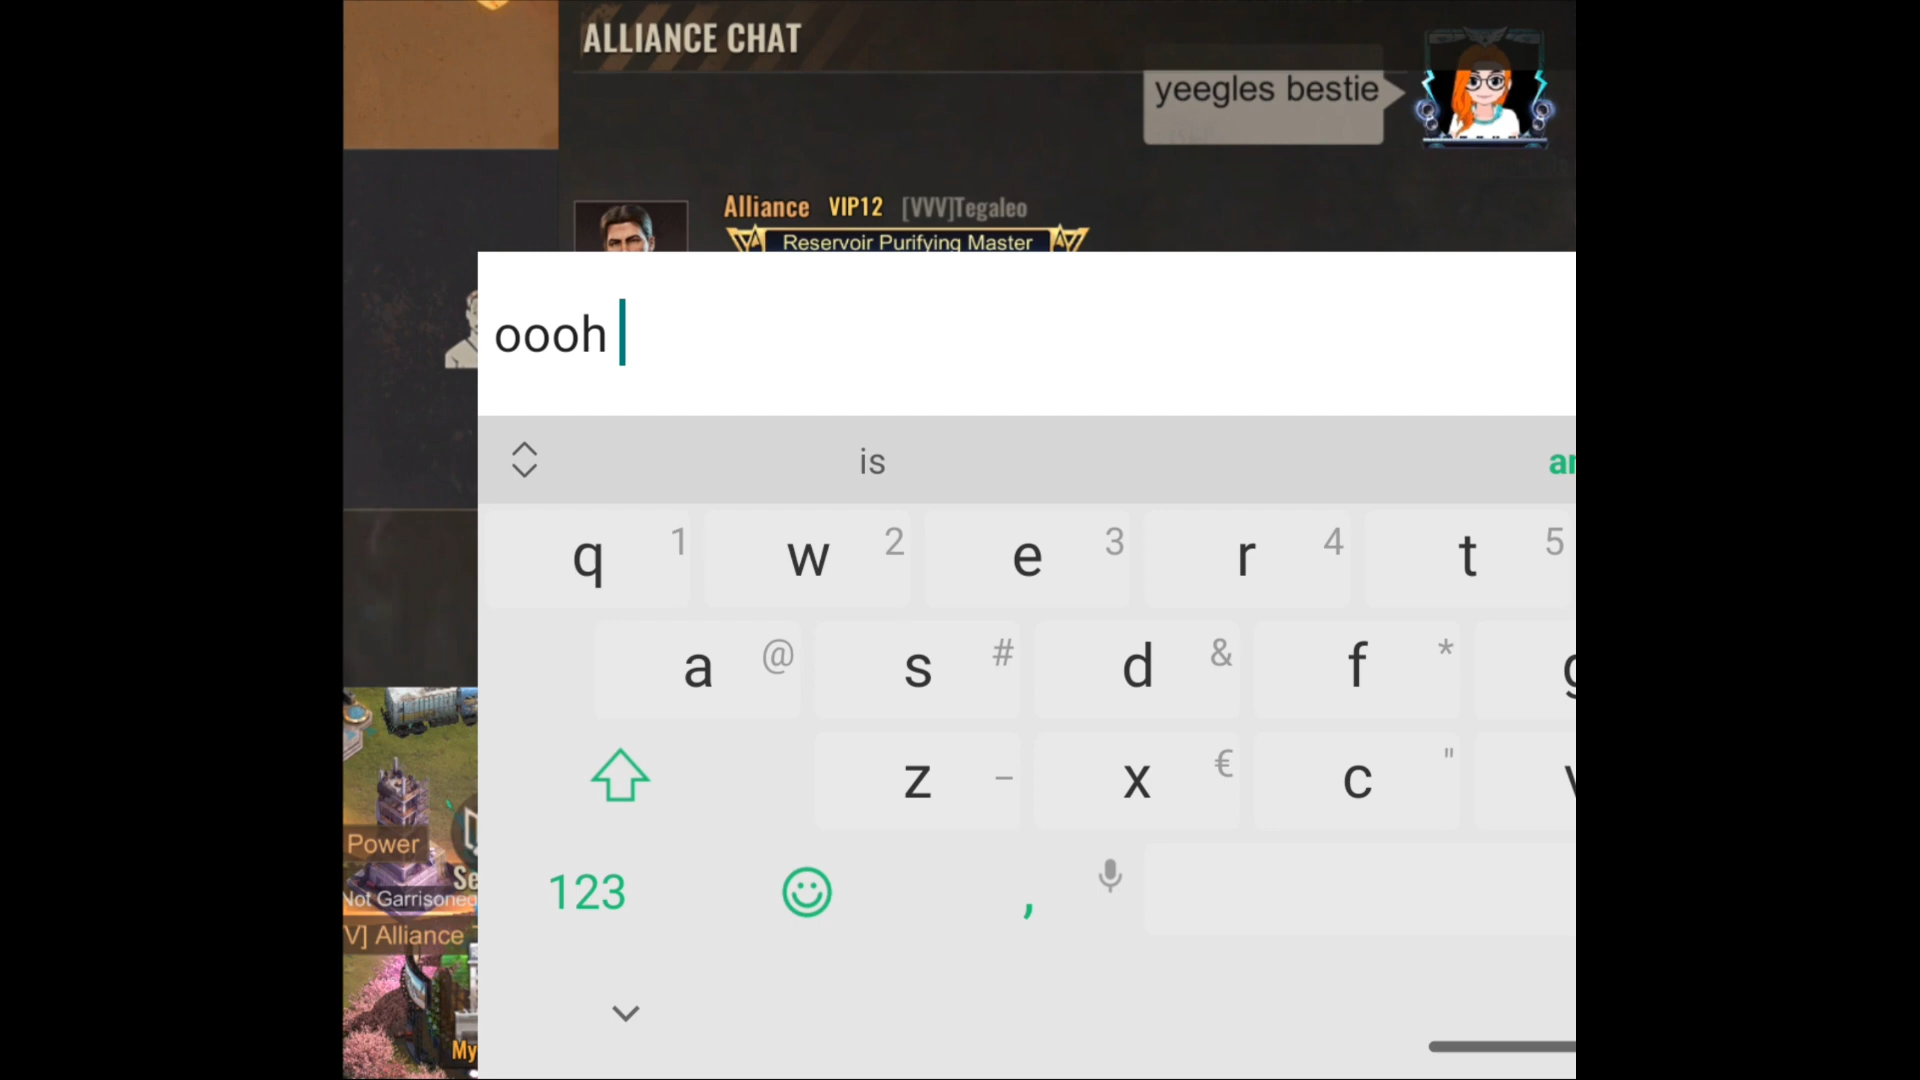 ALLIANCE CHAT
yeegles bestie
Alliance VIP12 [VVV]Tegaleo
Reservoir Purifying Master
oooh
is
q 1 w 2 e 3 r 4 t 5
a @ s # d & f *
z – x € c "
123 ,
Power
Not Garrisoned
V] Alliance
My